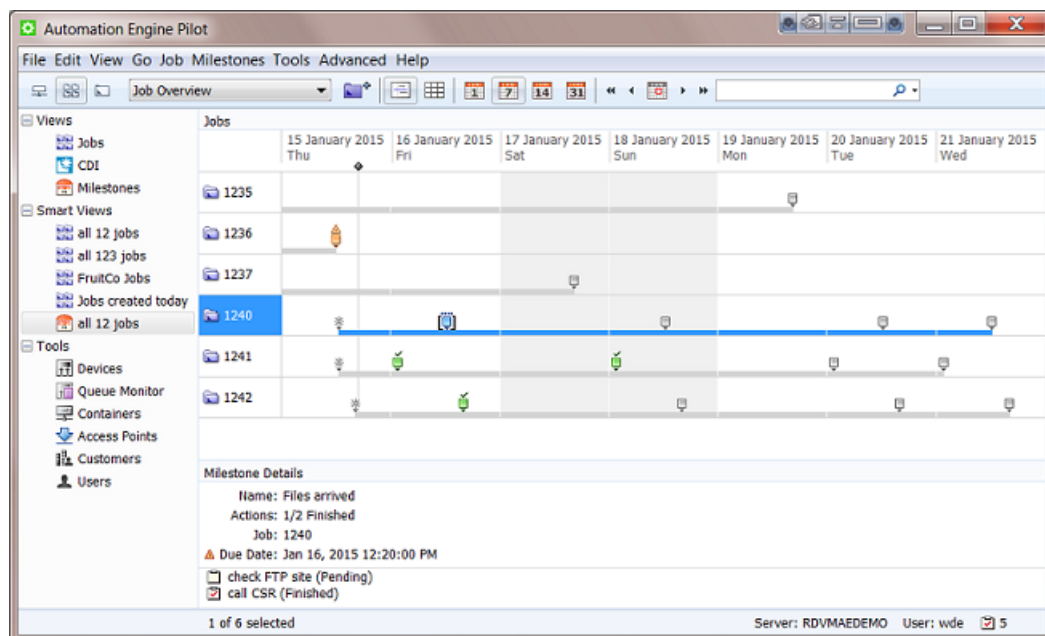 Automation Engine Pilot
File Edit View Go Job Milestones Tools Advanced Help
Job Overview
1 7 14 31
Views
Jobs
CDI
Milestones
Smart Views
all 12 jobs
all 123 jobs
FruitCo Jobs
Jobs created today
all 12 jobs
Tools
Devices
Queue Monitor
Containers
Access Points
Customers
Users
Jobs
15 January 2015 16 January 2015 17 January 2015 18 January 2015 19 January 2015 20 January 2015 21 January 2015
Thu Fri Sat Sun Mon Tue Wed
1235
1236
1237
1240
1241
1242
Milestone Details
Name: Files arrived
Actions: 1/2 Finished
Job: 1240
Due Date: Jan 16, 2015 12:20:00 PM
check FTP site (Pending)
call CSR (Finished)
1 of 6 selected Server: RDVMAEDEMO User: wde 5